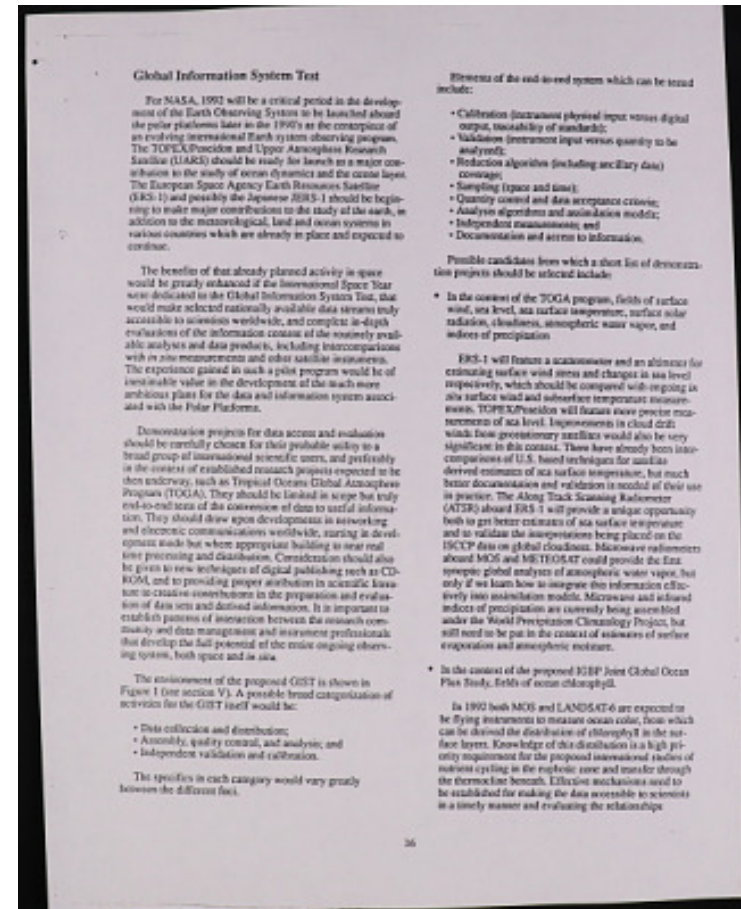 Global Information System Test
For NASA, 1992 will be a critical period in the develop-
ment of the Earth Observing System to be launched aboard
the polar platforms later in the 1990's as the centerpiece of
an evolving international Earth system observing program.
The TOPEX/Poseidon and Upper Atmosphere Research
Satellite (UARS) should be ready for launch as a major con-
tribution to the study of ocean dynamics and the ozone layer.
The European Space Agency Earth Resources Satellite
(ERS-1) and possibly the Japanese JERS-1 should be begin-
ning to make major contributions to the study of the earth, in
addition to the meteorological, land and ocean systems in
various countries which are already in place and expected to
continue.
The benefits of that already planned activity in space
would be greatly enhanced if the International Space Year
were dedicated to the Global Information System Test, that
would make selected nationally available data streams truly
accessible to scientists worldwide, and complete in-depth
evaluations of the information content of the routinely avail-
able analyses and data products, including intercomparisons
with in situ measurements and other satellite instruments.
The experience gained in such a pilot program would be of
inestimable value in the development of the much more
ambitious plans for the data and information system associ-
ated with the Polar Platforms.
Demonstration projects for data access and evaluation
should be carefully chosen for their probable utility to a
broad group of international scientific users, and preferably
in the context of established research projects expected to be
then underway, such as Tropical Oceans Global Atmosphere
Program (TOGA). They should be limited in scope but truly
end-to-end tests of the conversion of data to useful informa-
tion. They should draw upon developments in networking
and electronic communications worldwide, starting in devel-
opment mode but where appropriate building to near real
time processing and distribution. Consideration should also
be given to new techniques of digital publishing such as CD-
ROM, and to providing proper attribution in scientific litera-
ture to creative contributions in the preparation and evalua-
tion of data sets and derived information. It is important to
establish patterns of interaction between the research com-
munity and data management and instrument professionals
that develop the full potential of the entire ongoing observ-
ing system, both space and in situ.
The environment of the proposed GIST is shown in
Figure 1 (see section V). A possible broad categorization of
activities for the GIST itself would be:
• Data collection and distribution;
• Assembly, quality control, and analysis; and
• Independent validation and calibration.
The specifics in each category would vary greatly
between the different foci.
Elements of the end-to-end system which can be tested
include:
• Calibration (instrument physical input versus digital
output, traceability of standards);
• Validation (instrument input versus quantity to be
analyzed);
• Reduction algorithm (including ancillary data)
coverage;
• Sampling (space and time);
• Quantity control and data acceptance criteria;
• Analysis algorithms and assimilation models;
• Independent measurements; and
• Documentation and access to information.
Possible candidates from which a short list of demonstra-
tion projects should be selected include:
• In the context of the TOGA program, fields of surface
wind, sea level, sea surface temperature, surface solar
radiation, cloudiness, atmospheric water vapor, and
indices of precipitation
ERS-1 will feature a scatterometer and an altimeter for
estimating surface wind stress and changes in sea level
respectively, which should be compared with ongoing in
situ surface wind and subsurface temperature measure-
ments. TOPEX/Poseidon will feature more precise mea-
surements of sea level. Improvements in cloud drift
winds from geostationary satellites would also be very
significant in this context. There have already been inter-
comparisons of U.S. based techniques for satellite
derived estimates of sea surface temperature, but much
better documentation and validation is needed of their use
in practice. The Along Track Scanning Radiometer
(ATSR) aboard ERS-1 will provide a unique opportunity
both to get better estimates of sea surface temperature
and to validate the interpretations being placed on the
ISCCP data on global cloudiness. Microwave radiometers
aboard MOS and METEOSAT could provide the first
synoptic global analyses of atmospheric water vapor, but
only if we learn how to integrate this information effec-
tively into assimilation models. Microwave and infrared
indices of precipitation are currently being assembled
under the World Precipitation Climatology Project, but
still need to be put in the context of estimates of surface
evaporation and atmospheric moisture.
• In the context of the proposed IGBP Joint Global Ocean
Flux Study, fields of ocean chlorophyll.
In 1992 both MOS and LANDSAT-6 are expected to
be flying instruments to measure ocean color, from which
can be derived the distribution of chlorophyll in the sur-
face layers. Knowledge of this distribution is a high pri-
ority requirement for the proposed international studies of
nutrient cycling in the euphotic zone and transfer through
the thermocline beneath. Effective mechanisms need to
be established for making the data accessible to scientists
in a timely manner and evaluating the relationships
36